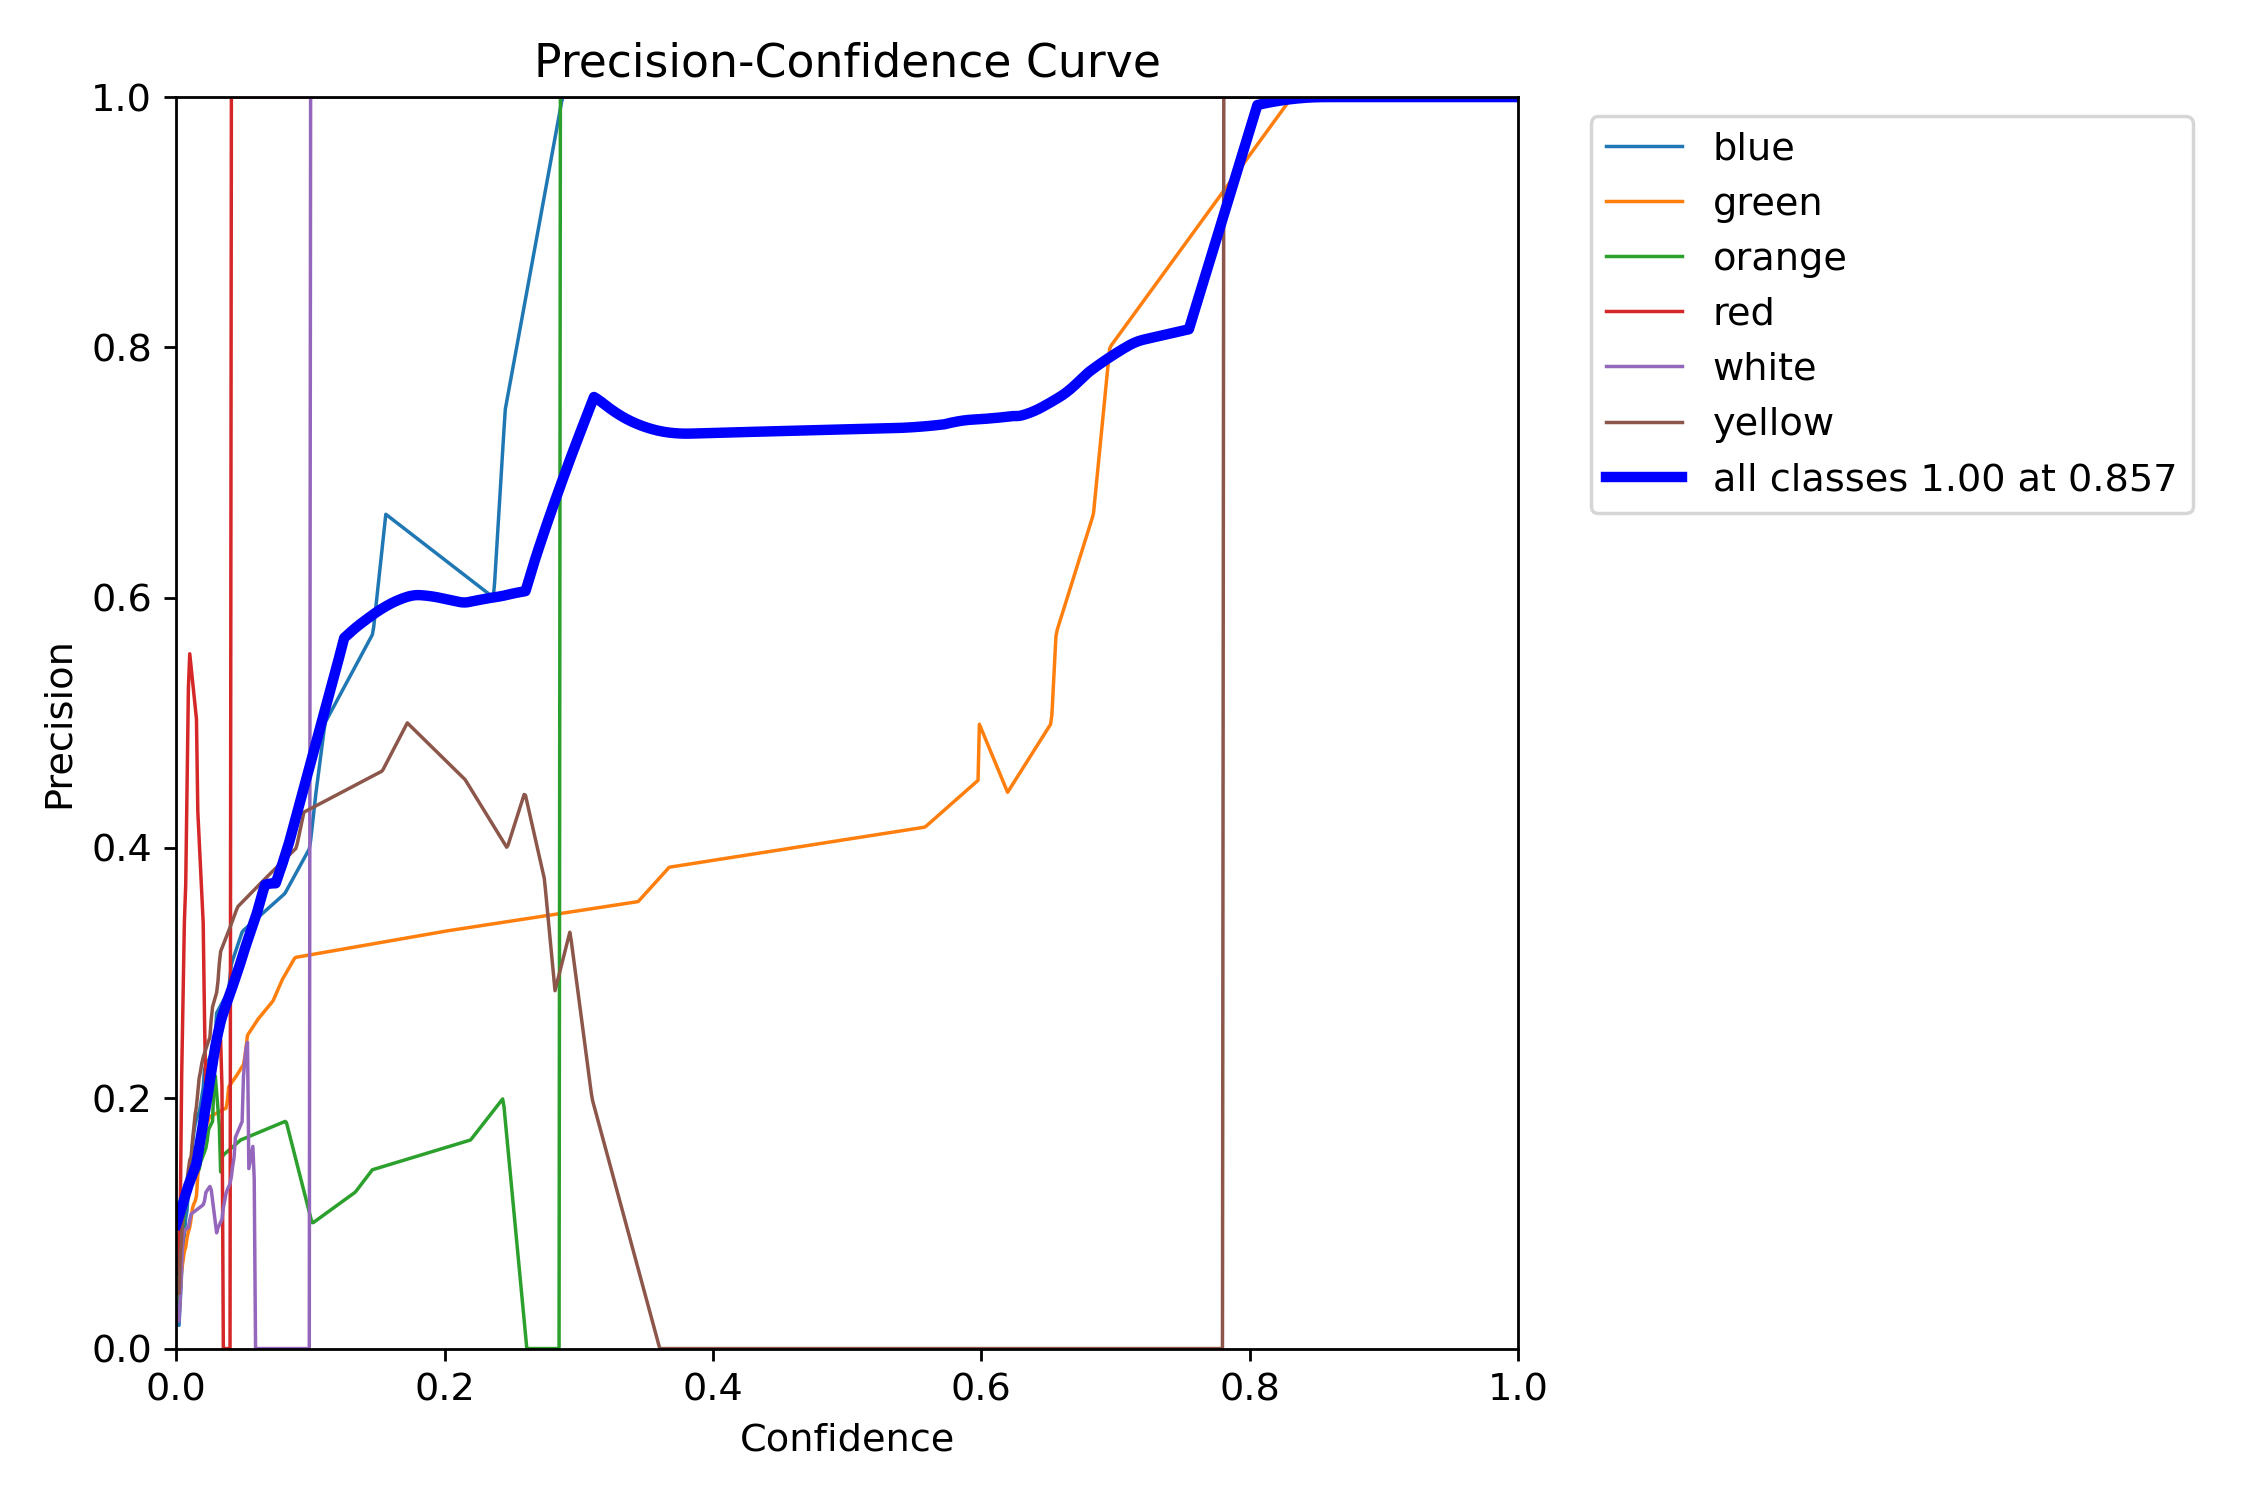 Precision-Confidence Curve
1.0
0.8
0.6
0.4
0.2
0.0
Precision
0.0 0.2 0.4 0.6 0.8 1.0
Confidence
blue
green
orange
red
white
yellow
all classes 1.00 at 0.857